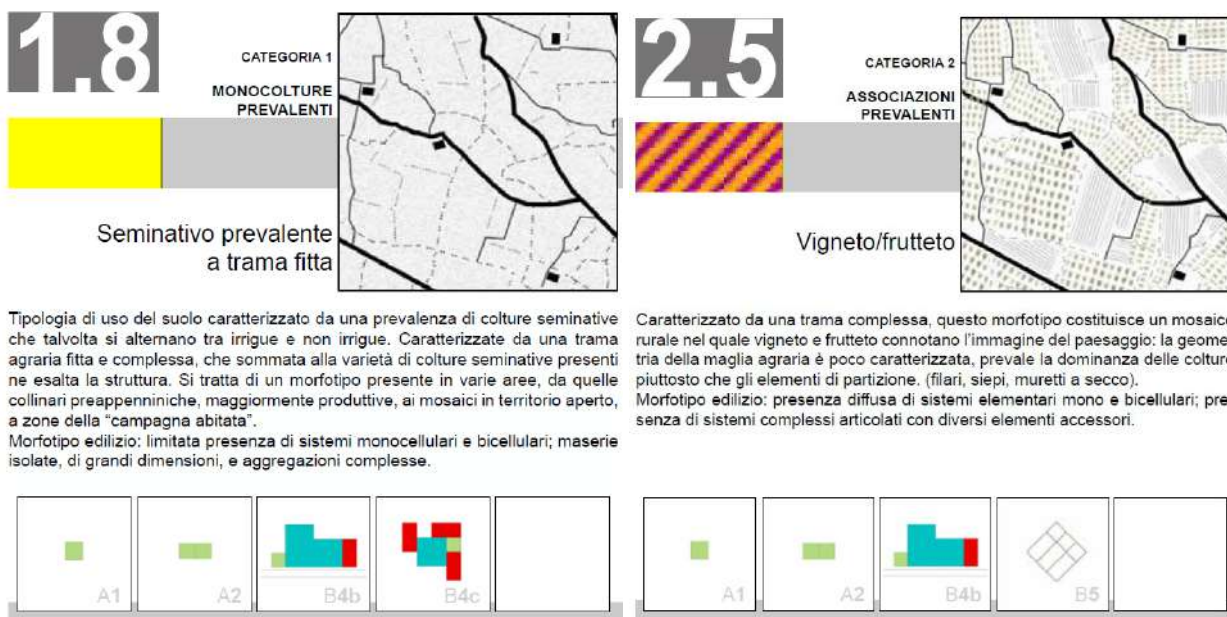 1.8
CATEGORIA 1
MONOCOLTURE
PREVALENTI
Seminativo prevalente
a trama fitta
Tipologia di uso del suolo caratterizzato da una prevalenza di colture seminative
che talvolta si alternano tra irrigue e non irrigue. Caratterizzate da una trama
agraria fitta e complessa, che sommata alla varietà di colture seminative presenti
ne esalta la struttura. Si tratta di un morfotipo presente in varie aree, da quelle
collinari preappenniniche, maggiormente produttive, ai mosaici in territorio aperto,
a zone della “campagna abitata”.
Morfotipo edilizio: limitata presenza di sistemi monocellulari e bicellulari; maserie
isolate, di grandi dimensioni, e aggregazioni complesse.
A1
A2
B4b
B4c
2.5
CATEGORIA 2
ASSOCIAZIONI
PREVALENTI
Vigneto/frutteto
Caratterizzato da una trama complessa, questo morfotipo costituisce un mosaico
rurale nel quale vigneto e frutteto connotano l’immagine del paesaggio: la geome-
tria della maglia agraria è poco caratterizzata, prevale la dominanza delle colture
piuttosto che gli elementi di partizione. (filari, siepi, muretti a secco).
Morfotipo edilizio: presenza diffusa di sistemi elementari mono e bicellulari; pre-
senza di sistemi complessi articolati con diversi elementi accessori.
A1
A2
B4b
B5